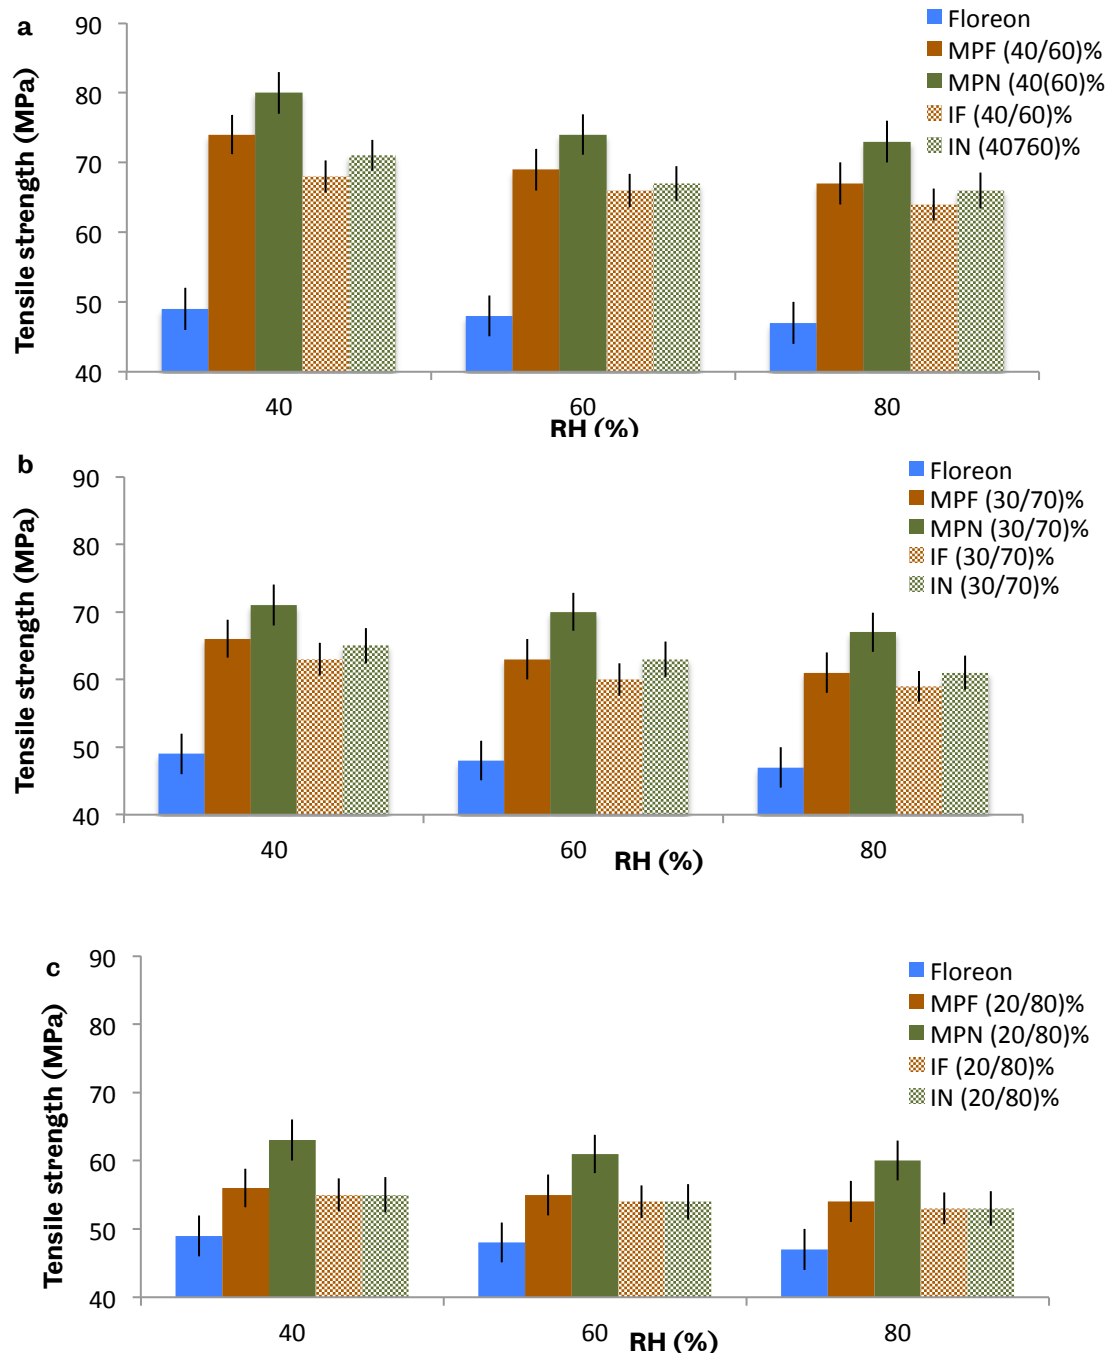 a
Tensile strength (MPa)
90
80
70
60
50
40
40
60
80
RH (%)
Floreon
MPF (40/60)%
MPN (40(60)%
IF (40/60)%
IN (40760)%
b
Tensile strength (MPa)
90
80
70
60
50
40
40
60
80
RH (%)
Floreon
MPF (30/70)%
MPN (30/70)%
IF (30/70)%
IN (30/70)%
c
Tensile strength (MPa)
90
80
70
60
50
40
40
60
80
RH (%)
Floreon
MPF (20/80)%
MPN (20/80)%
IF (20/80)%
IN (20/80)%